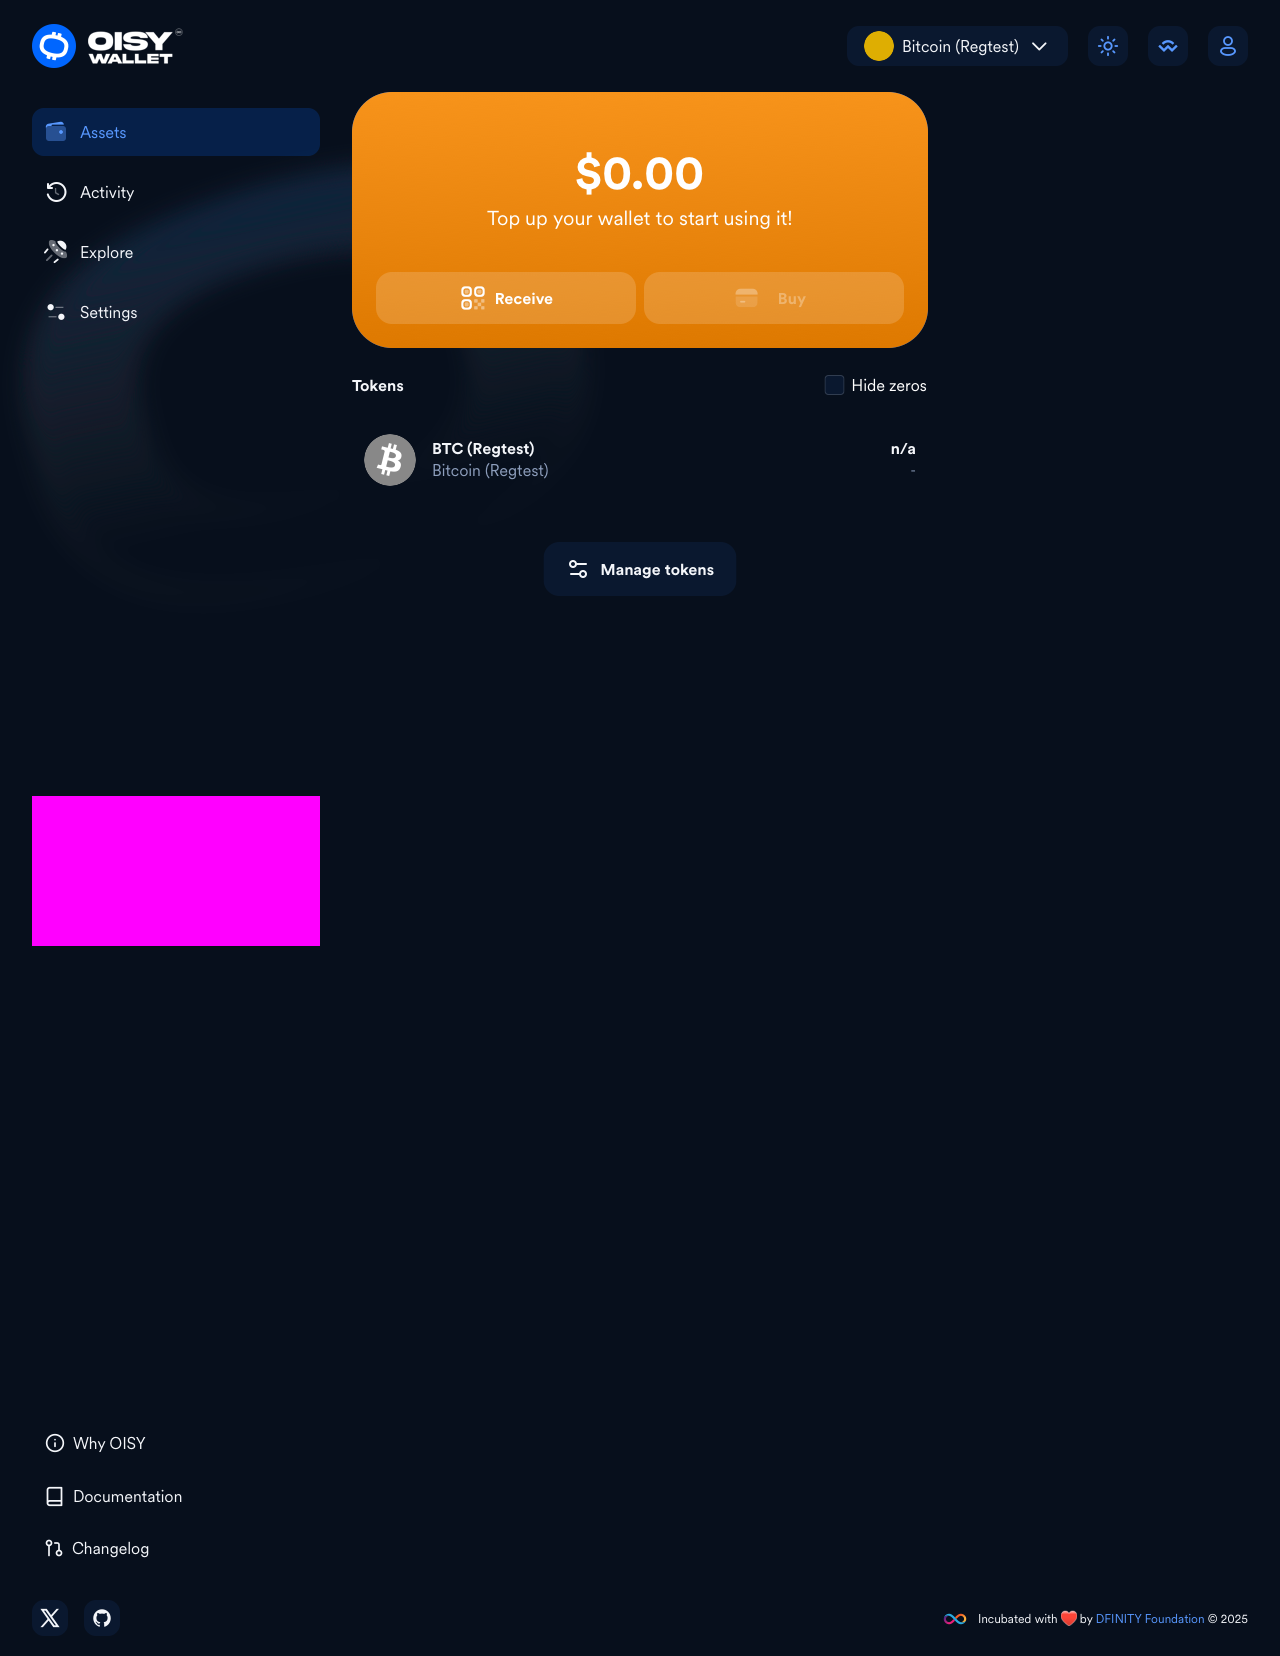 OISY
WALLET
Bitcoin (Regtest)
Assets
Activity
Explore
Settings
$0.00
Top up your wallet to start using it!
Receive
Buy
Tokens
Hide zeros
BTC (Regtest)
n/a
Bitcoin (Regtest)
-
Manage tokens
Why OISY
Documentation
Changelog
Incubated with ❤️ by DFINITY Foundation © 2025